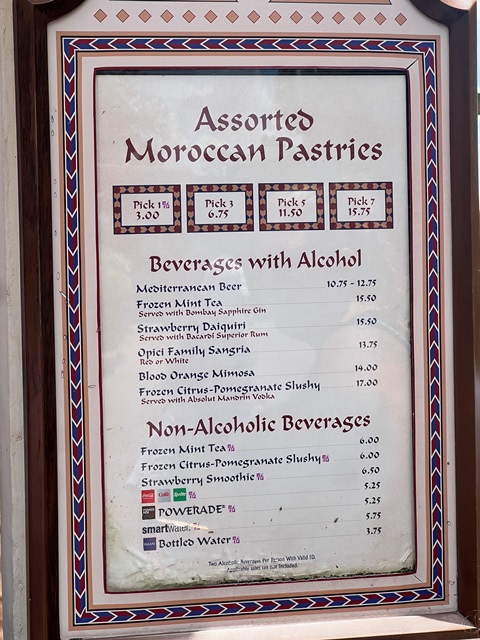 Assorted
Moroccan Pastries
Pick 1 Pick 3 Pick 5 Pick 7
3.00 6.75 11.50 15.75
Beverages with Alcohol
Mediterranean Beer 10.75 - 12.75
Frozen Mint Tea 15.50
Served with Bombay Sapphire Gin
Strawberry Daiquiri 15.50
Served with Bacardi Superior Rum
Opici Family Sangria 13.75
Red or White
Blood Orange Mimosa 14.00
Frozen Citrus-Pomegranate Slushy 17.00
Served with Absolut Mandrin Vodka
Non-Alcoholic Beverages
Frozen Mint Tea 6.00
Frozen Citrus-Pomegranate Slushy 6.00
Strawberry Smoothie 6.50
5.25
POWERADE® 5.25
smartwater. 5.75
Bottled Water 3.75
Two Alcoholic Beverages Per Person With Valid ID.
Applicable sales tax not included.